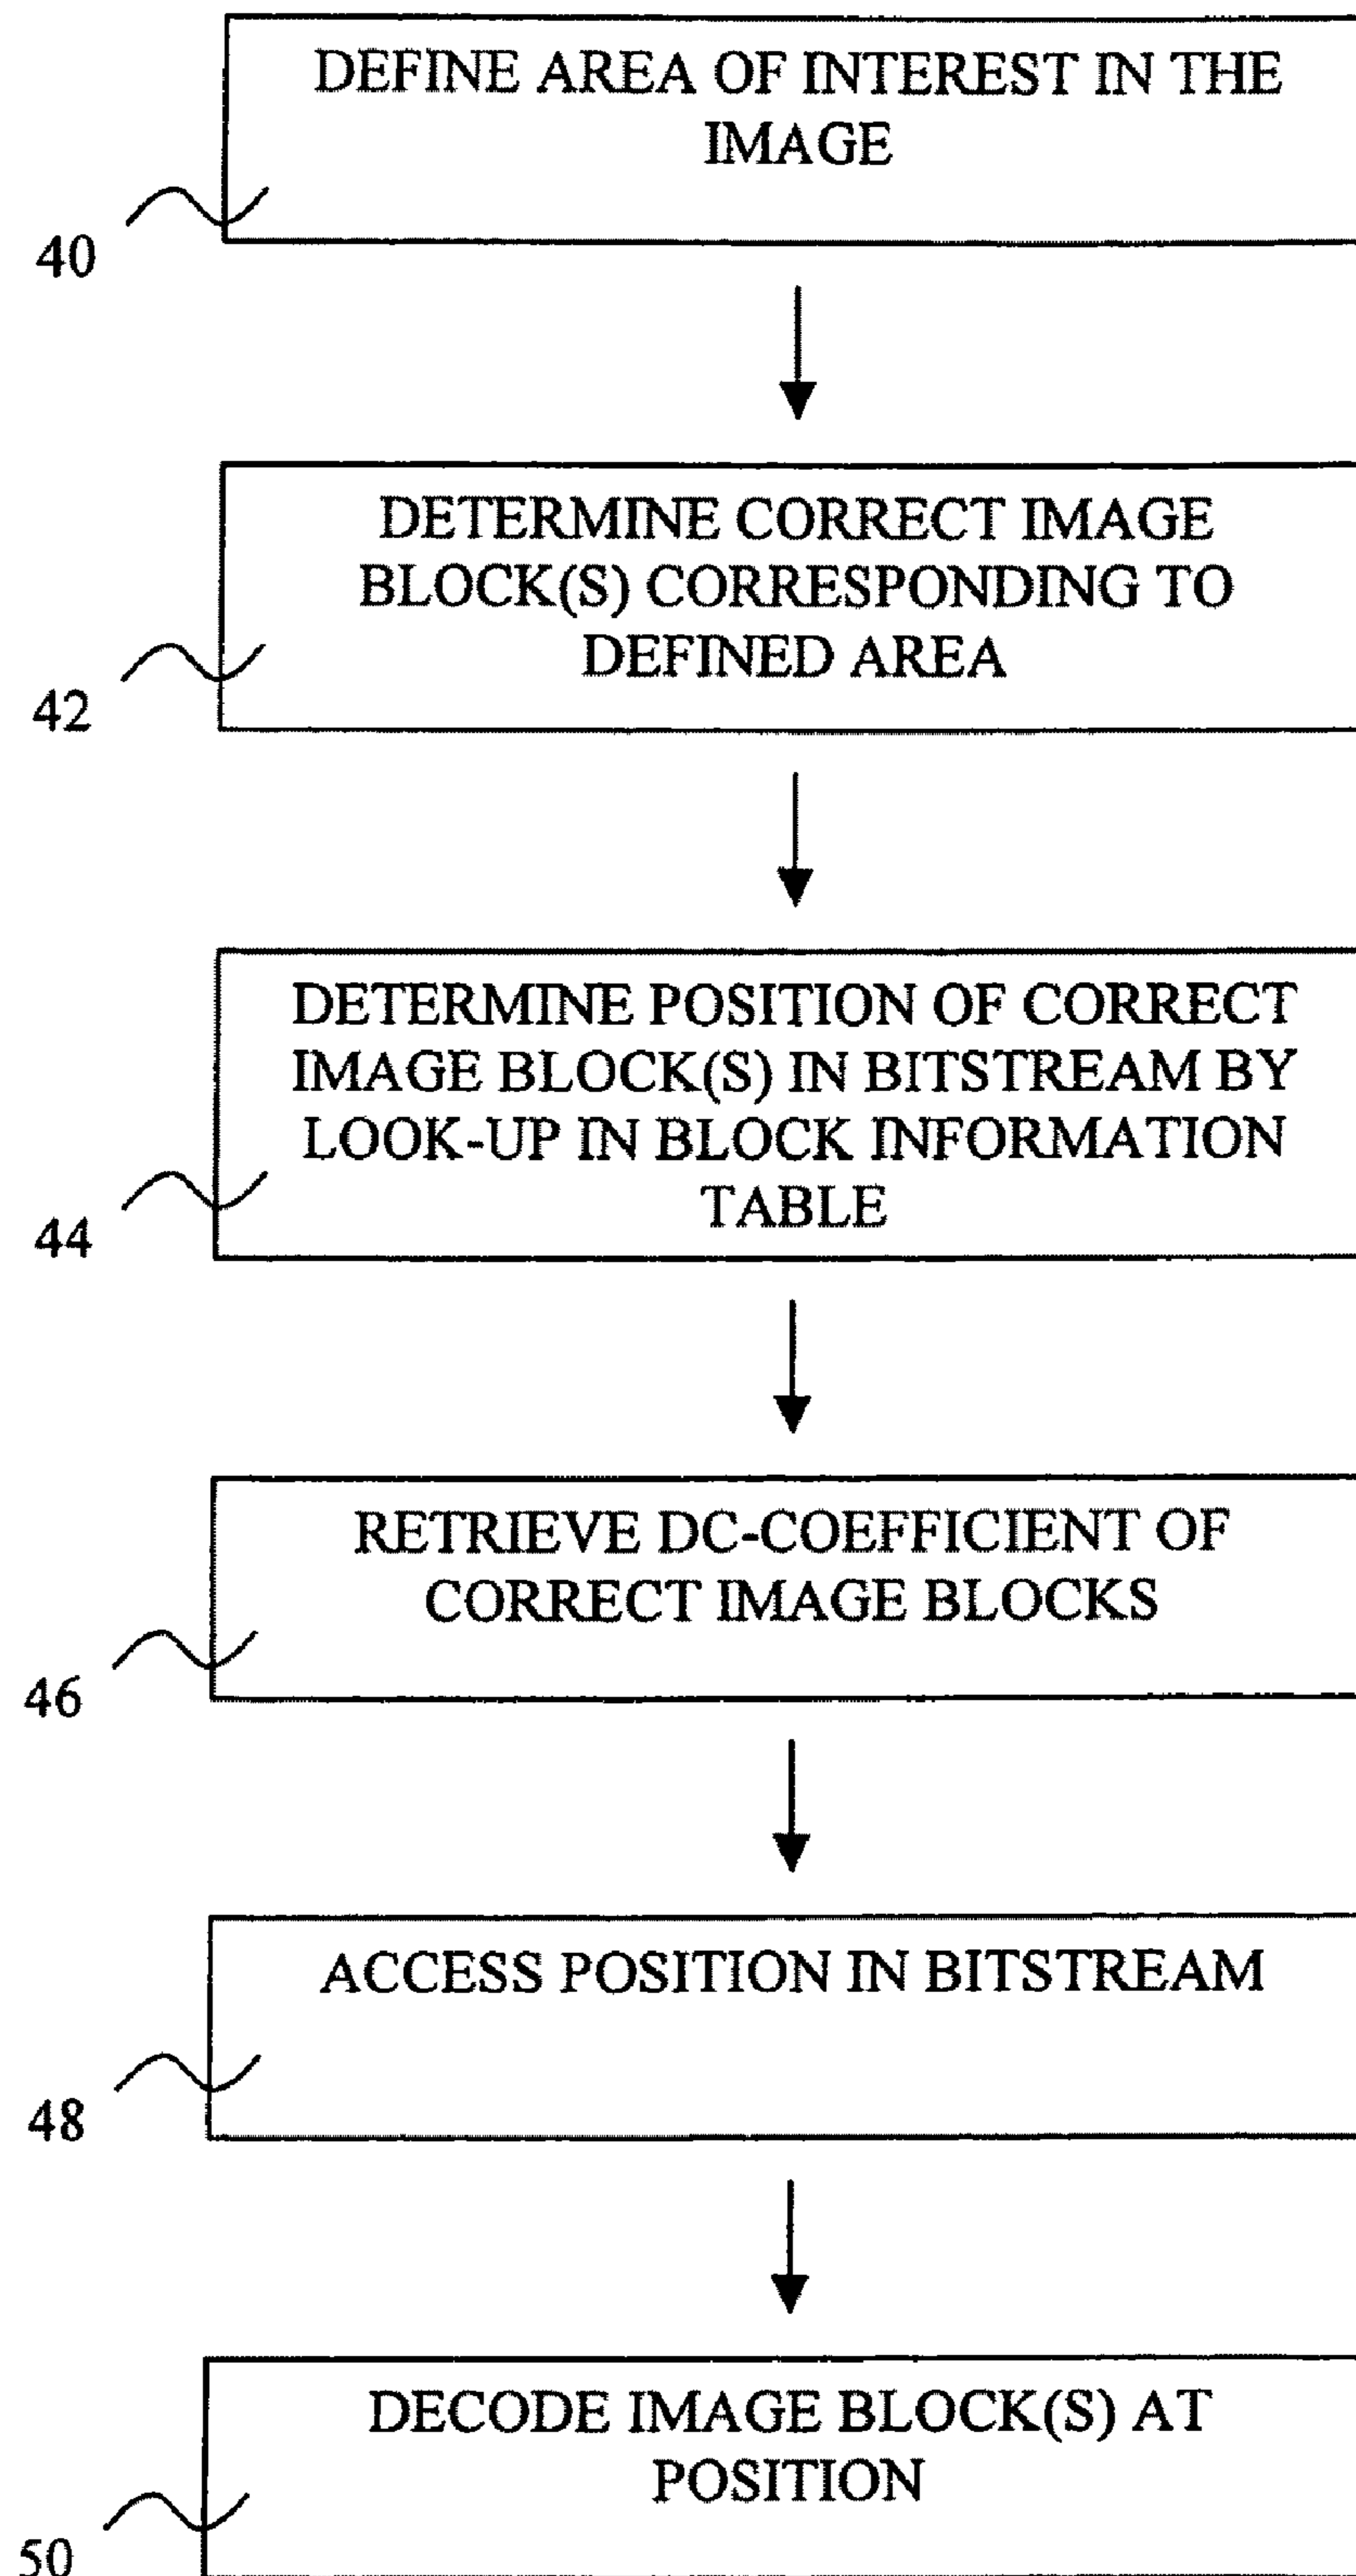 DEFINE AREA OF INTEREST IN THE
IMAGE
40
DETERMINE CORRECT IMAGE
BLOCK(S) CORRESPONDING TO
DEFINED AREA
42
DETERMINE POSITION OF CORRECT
IMAGE BLOCK(S) IN BITSTREAM BY
LOOK-UP IN BLOCK INFORMATION
TABLE
44
RETRIEVE DC-COEFFICIENT OF
CORRECT IMAGE BLOCKS
46
ACCESS POSITION IN BITSTREAM
48
DECODE IMAGE BLOCK(S) AT
POSITION
50